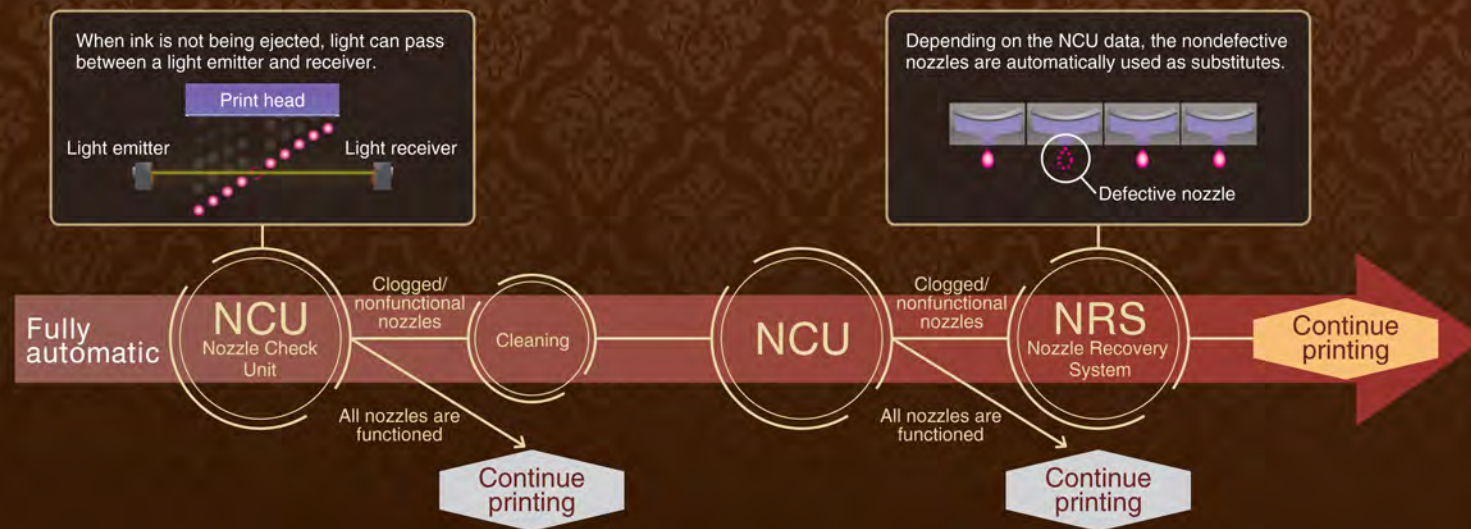 When ink is not being ejected, light can pass
between a light emitter and receiver.
Print head
Light emitter
Light receiver
Depending on the NCU data, the nondefective
nozzles are automatically used as substitutes.
Defective nozzle
Fully
automatic
NCU
Nozzle Check
Unit
Clogged/
nonfunctional
nozzles
Cleaning
All nozzles are
functioned
Continue
printing
NCU
Clogged/
nonfunctional
nozzles
NRS
Nozzle Recovery
System
All nozzles are
functioned
Continue
printing
Continue
printing